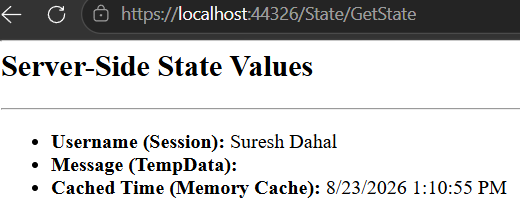 https://localhost:44326/State/GetState
Server-Side State Values
Username (Session): Suresh Dahal
Message (TempData):
Cached Time (Memory Cache): 8/23/2026 1:10:55 PM